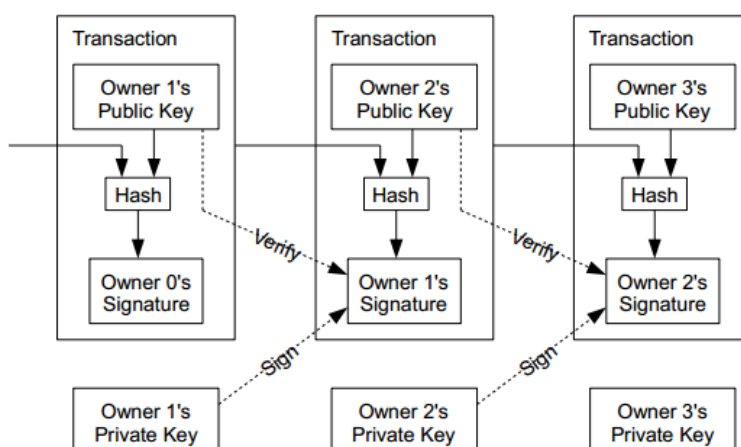 Transaction
Transaction
Transaction
Owner 1's
Public Key
Owner 2's
Public Key
Owner 3's
Public Key
Hash
Hash
Hash
Verify
Verify
Owner 0's
Signature
Owner 1's
Signature
Owner 2's
Signature
Sign
Sign
Owner 1's
Private Key
Owner 2's
Private Key
Owner 3's
Private Key